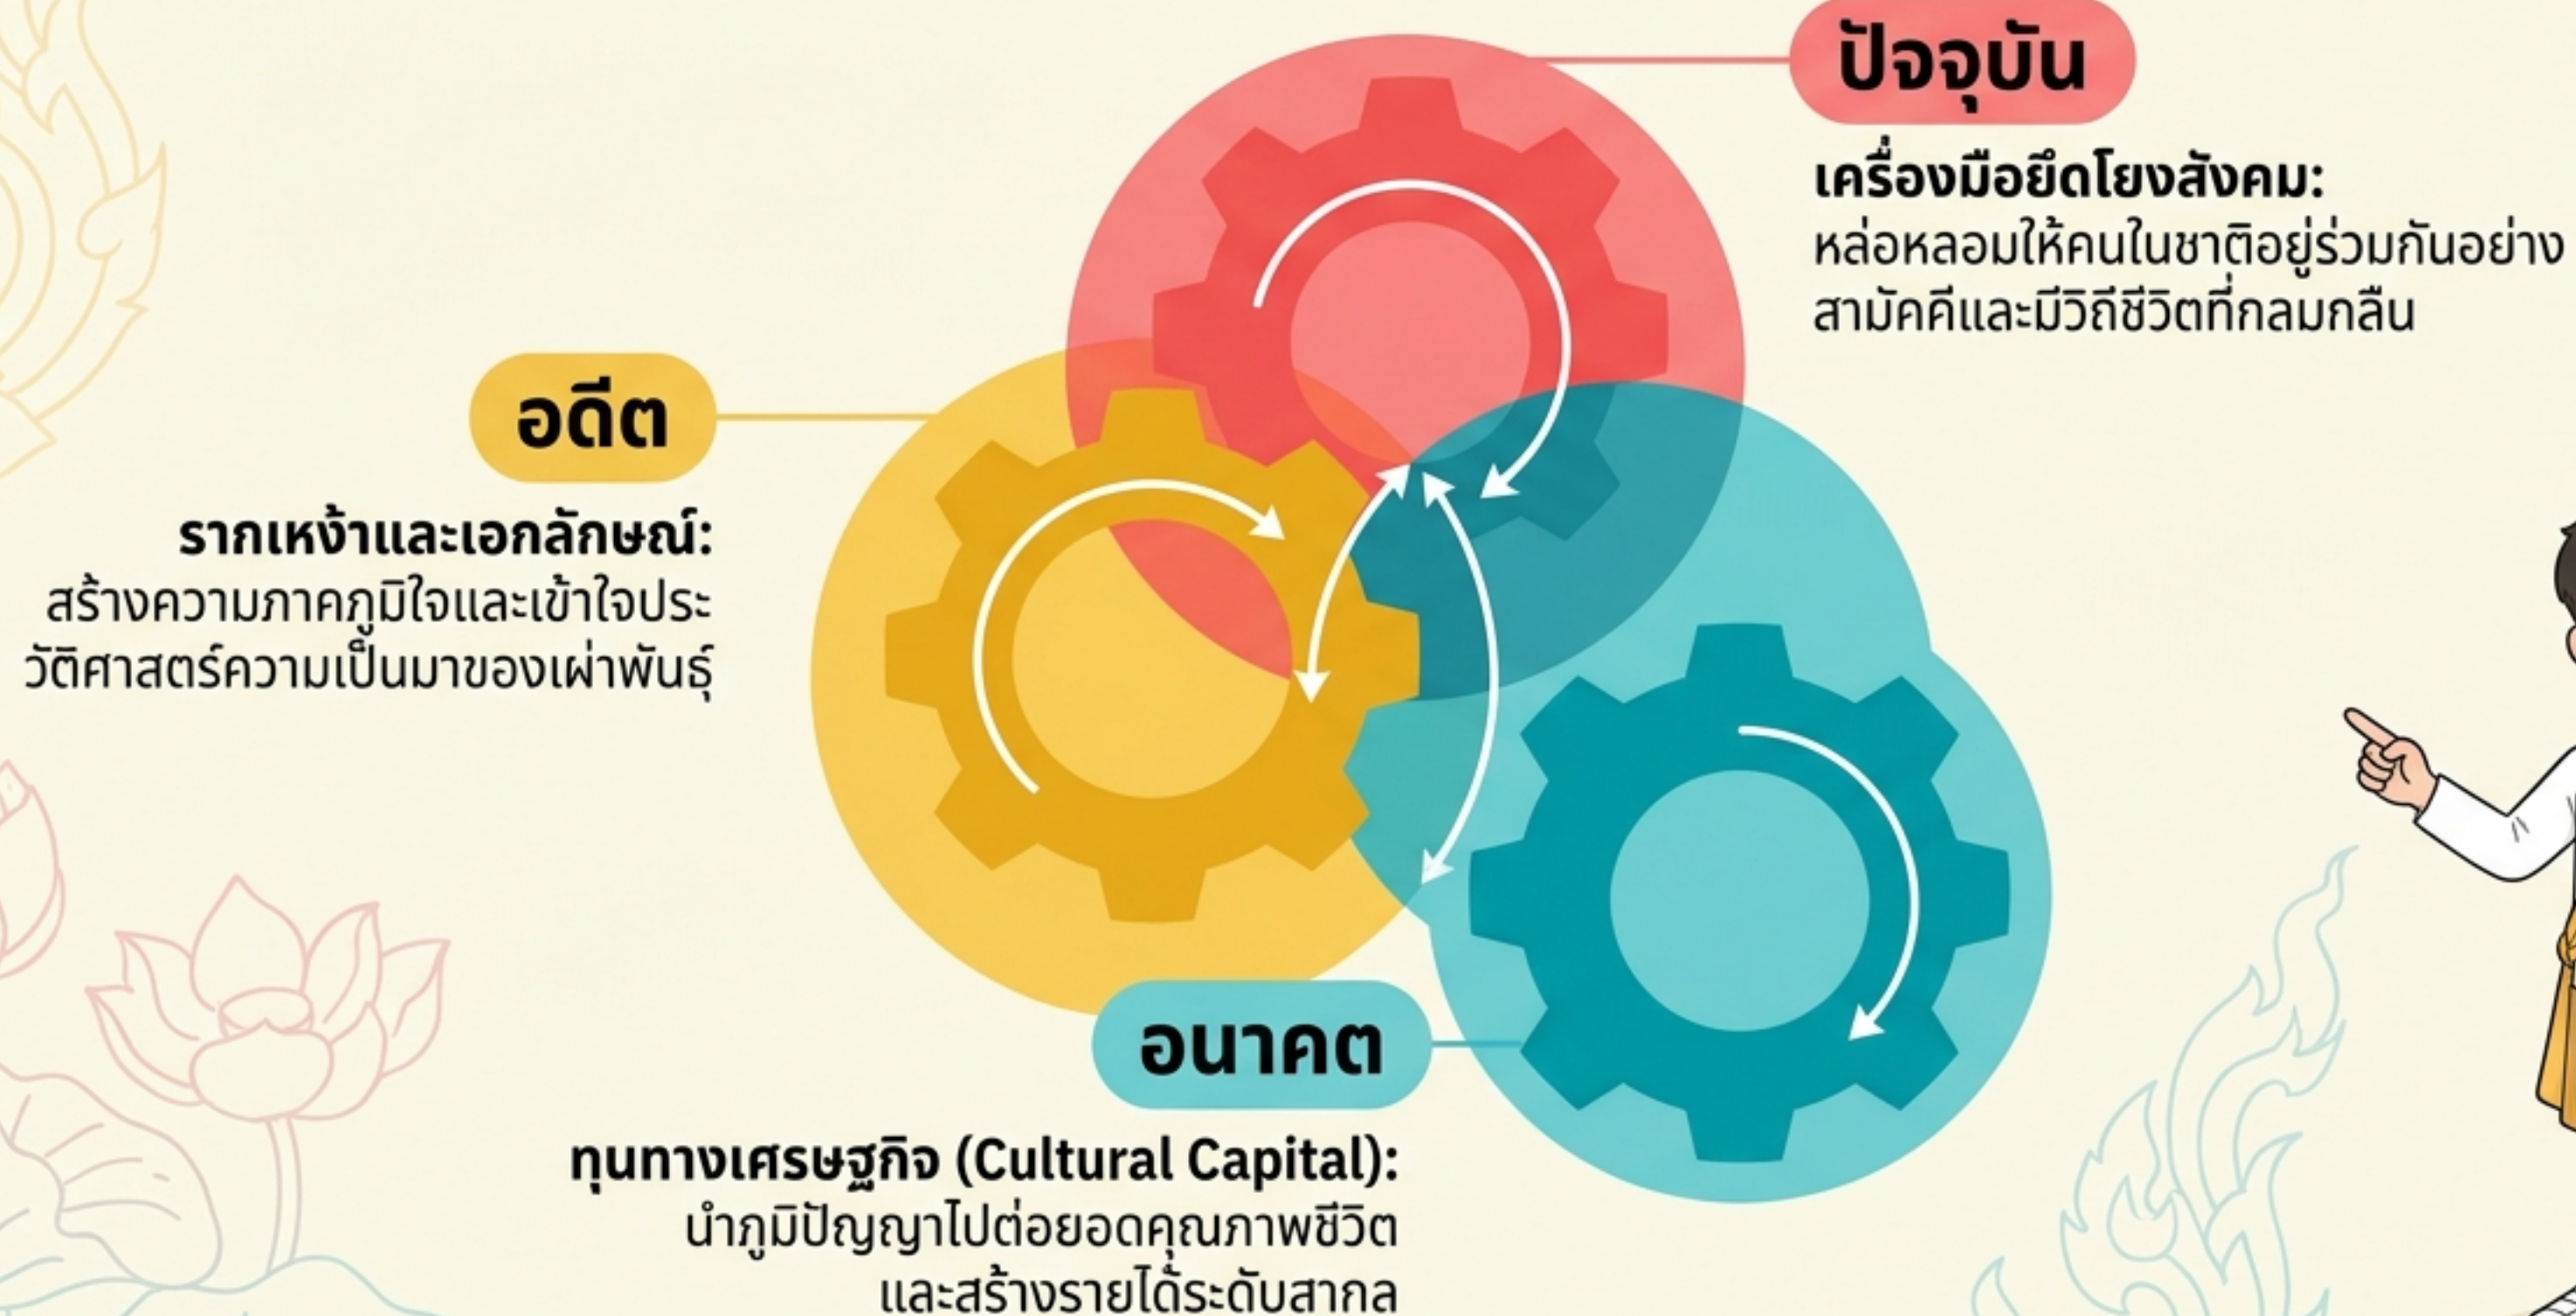 ปัจจุบัน
เครื่องมือยึดโยงสังคม:
หล่อหลอมให้คนในชาติอยู่ร่วมกันอย่าง
สามัคคีและมีวิถีชีวิตที่กลมกลืน
อดีต
รากเหง้าและเอกลักษณ์:
สร้างความภาคภูมิใจและเข้าใจประ
วัติศาสตร์ความเป็นมาของเผ่าพันธุ์
อนาคต
ทุนทางเศรษฐกิจ (Cultural Capital):
นำภูมิปัญญาไปต่อยอดคุณภาพชีวิต
และสร้างรายได้ระดับสากล